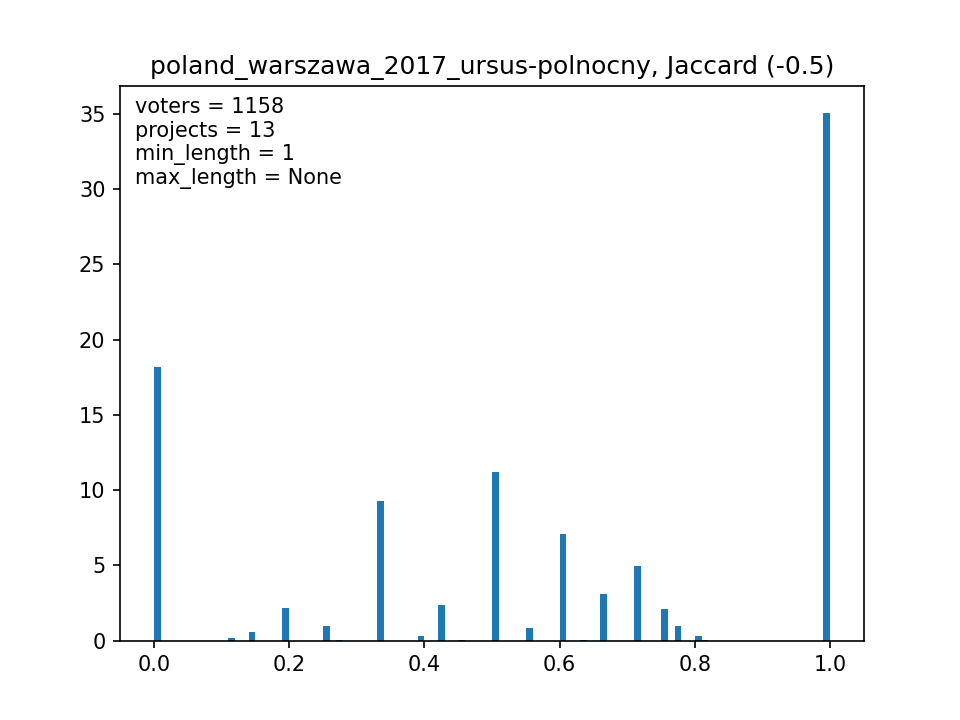 poland_warszawa_2017_ursus-polnocny, Jaccard (-0.5)
voters = 1158
projects = 13
min_length = 1
max_length = None
35
30
25
20
15
10
5
0
0.0 0.2 0.4 0.6 0.8 1.0